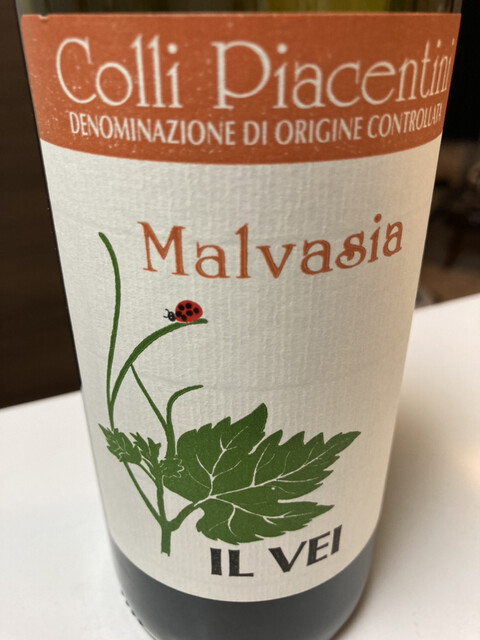 Colli Piacentini
DENOMINAZIONE DI ORIGINE CONTROLLATA
Malvasia
IL VEI